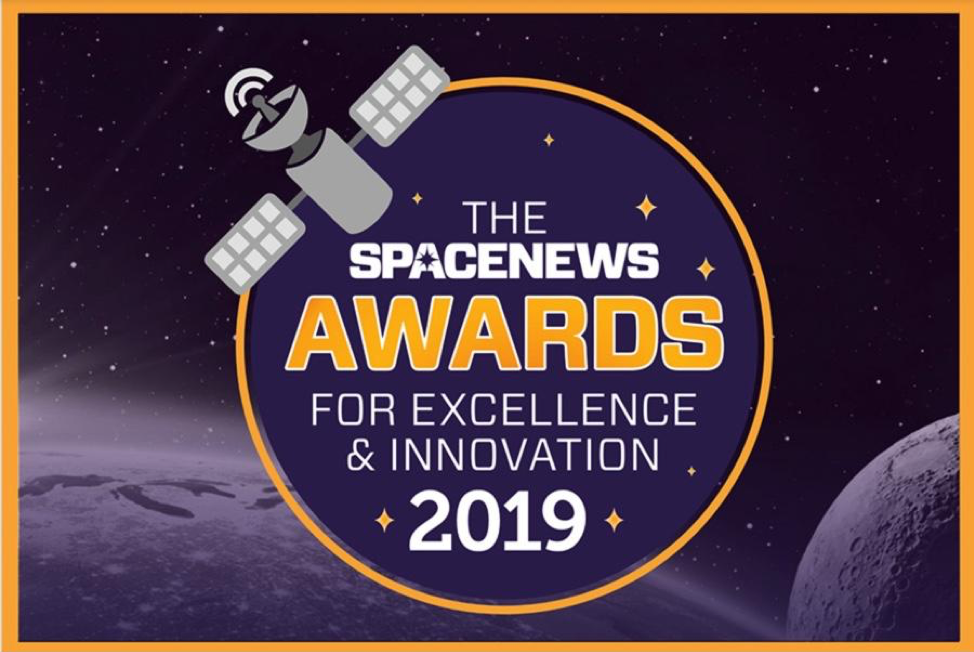 THE
SPACENEWS
AWARDS
FOR EXCELLENCE
& INNOVATION
2019